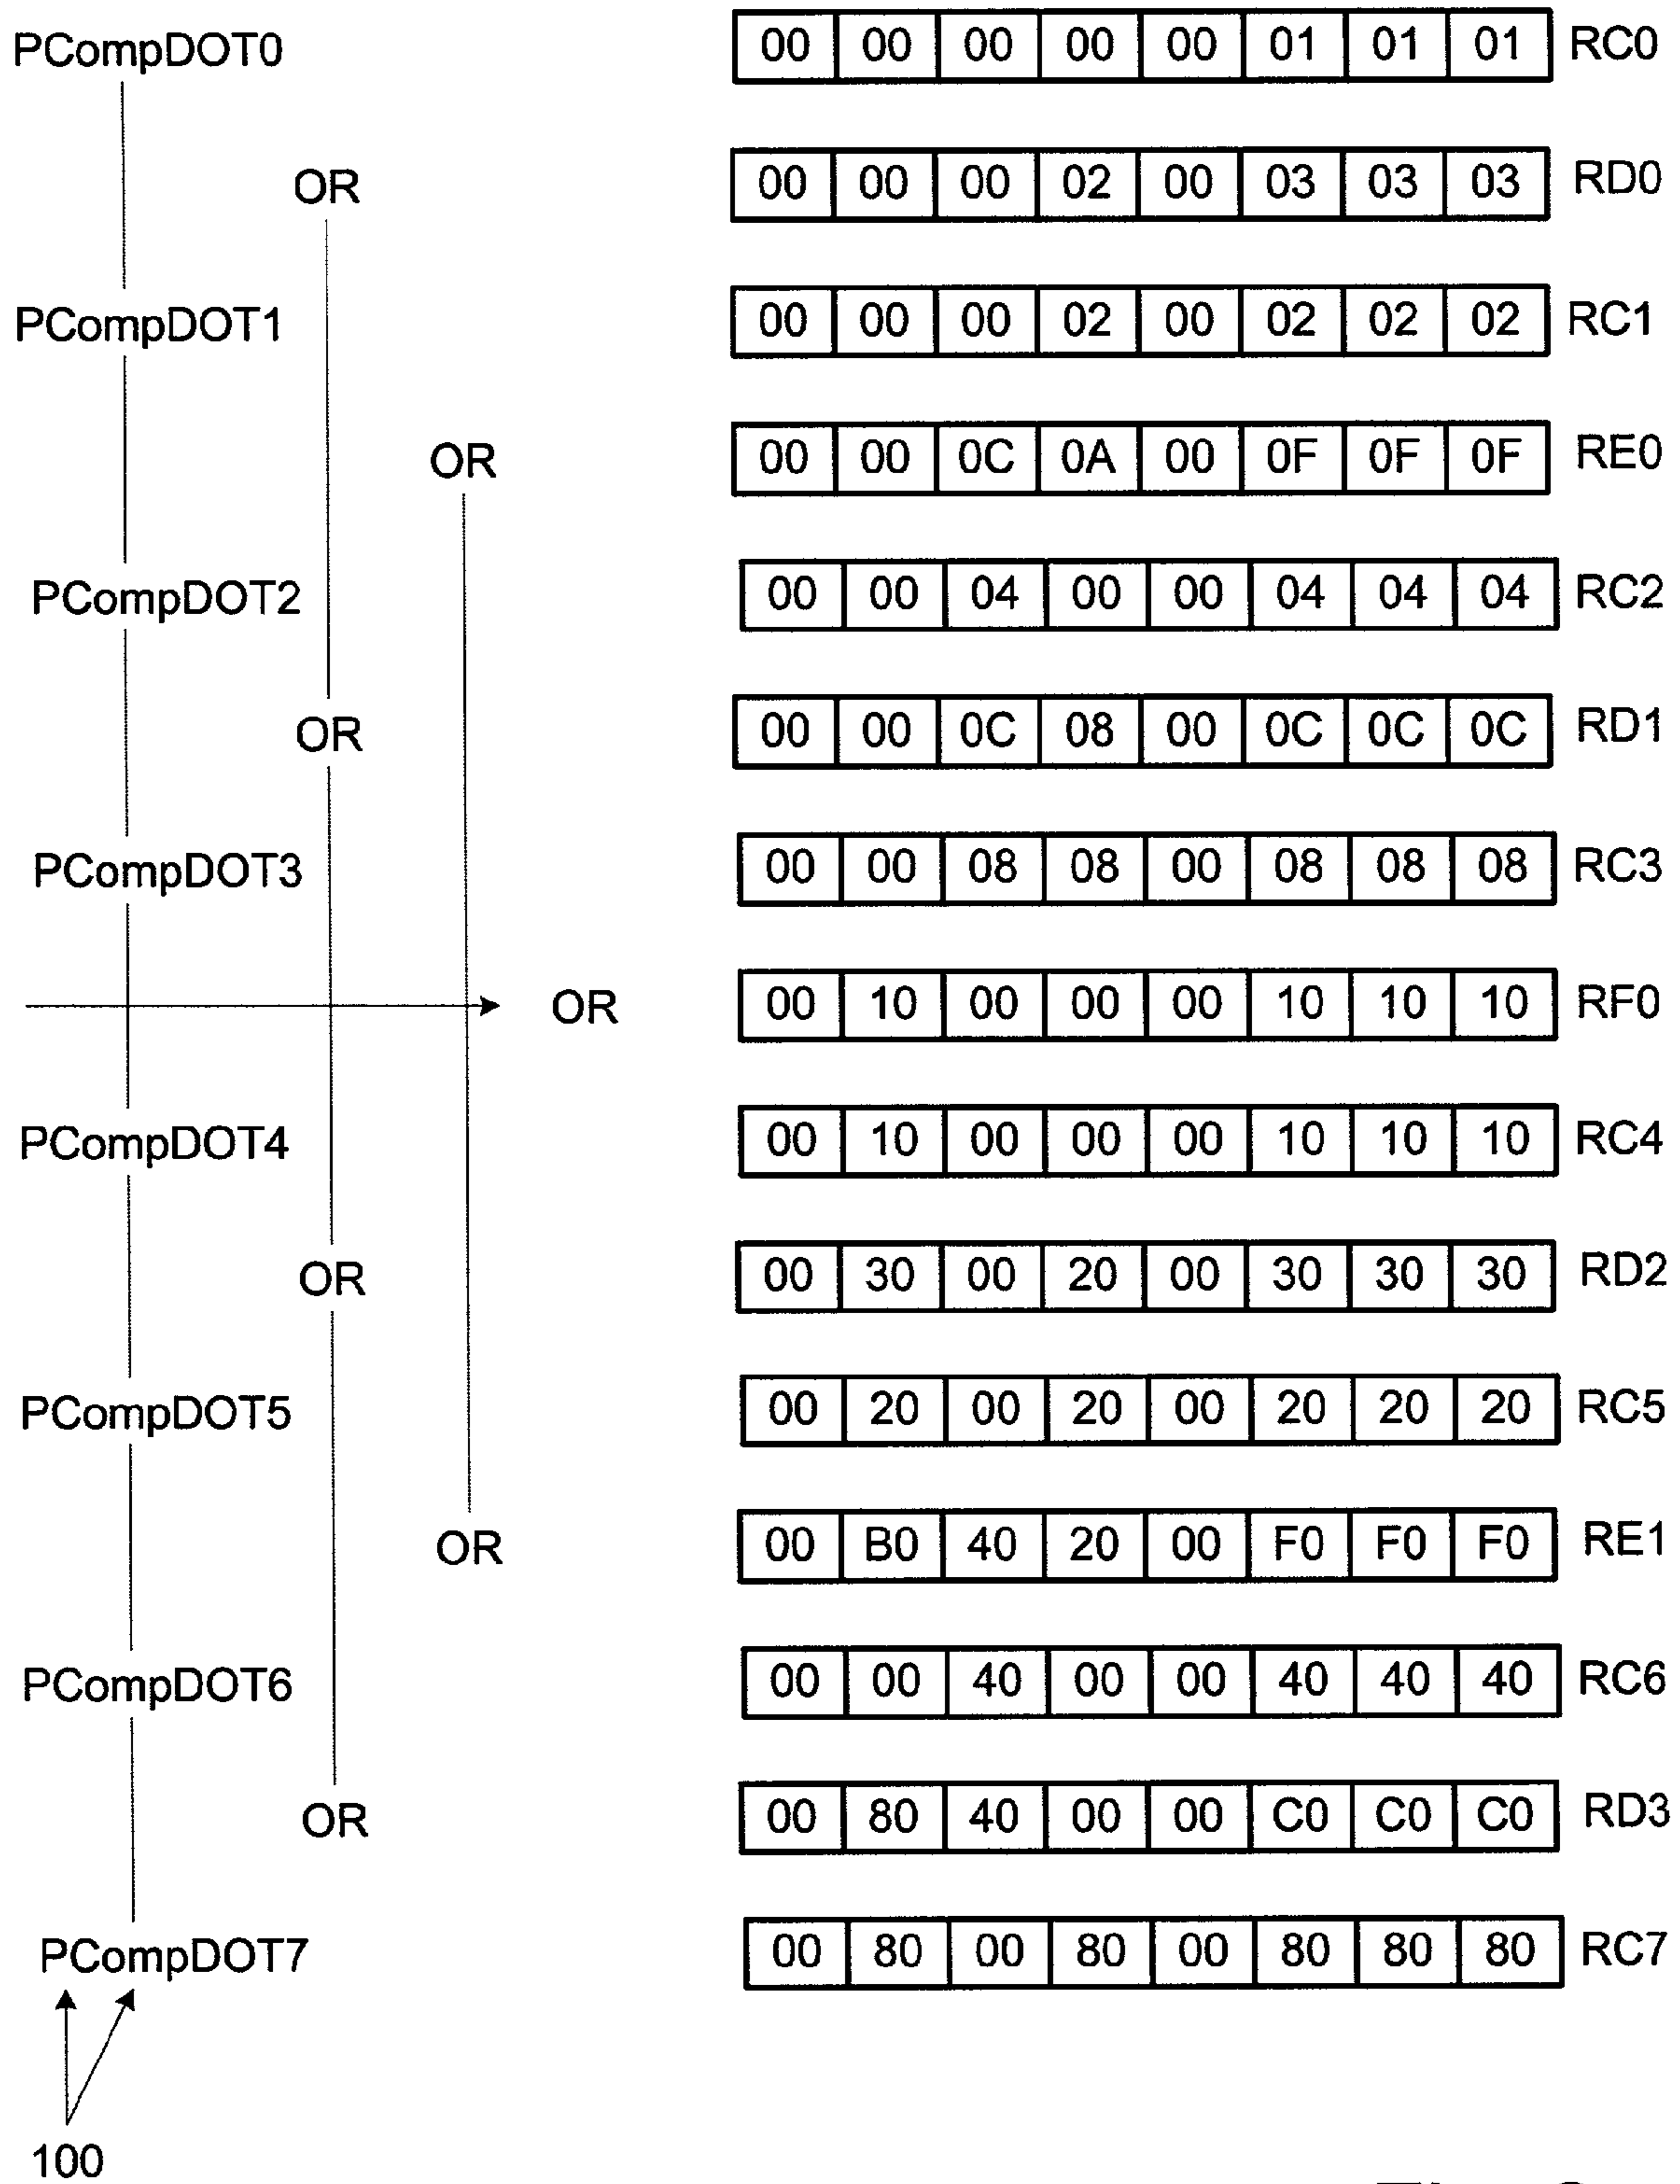 PCompDOT0 00 00 00 00 00 01 01 01 RC0
OR 00 00 00 02 00 03 03 03 RD0
PCompDOT1 00 00 00 02 00 02 02 02 RC1
OR 00 00 0C 0A 00 0F 0F 0F RE0
PCompDOT2 00 00 04 00 00 04 04 04 RC2
OR 00 00 0C 08 00 0C 0C 0C RD1
PCompDOT3 00 00 08 08 00 08 08 08 RC3
OR 00 10 00 00 00 10 10 10 RF0
PCompDOT4 00 10 00 00 00 10 10 10 RC4
OR 00 30 00 20 00 30 30 30 RD2
PCompDOT5 00 20 00 20 00 20 20 20 RC5
OR 00 B0 40 20 00 F0 F0 F0 RE1
PCompDOT6 00 00 40 00 00 40 40 40 RC6
OR 00 80 40 00 00 C0 C0 C0 RD3
PCompDOT7 00 80 00 80 00 80 80 80 RC7
100